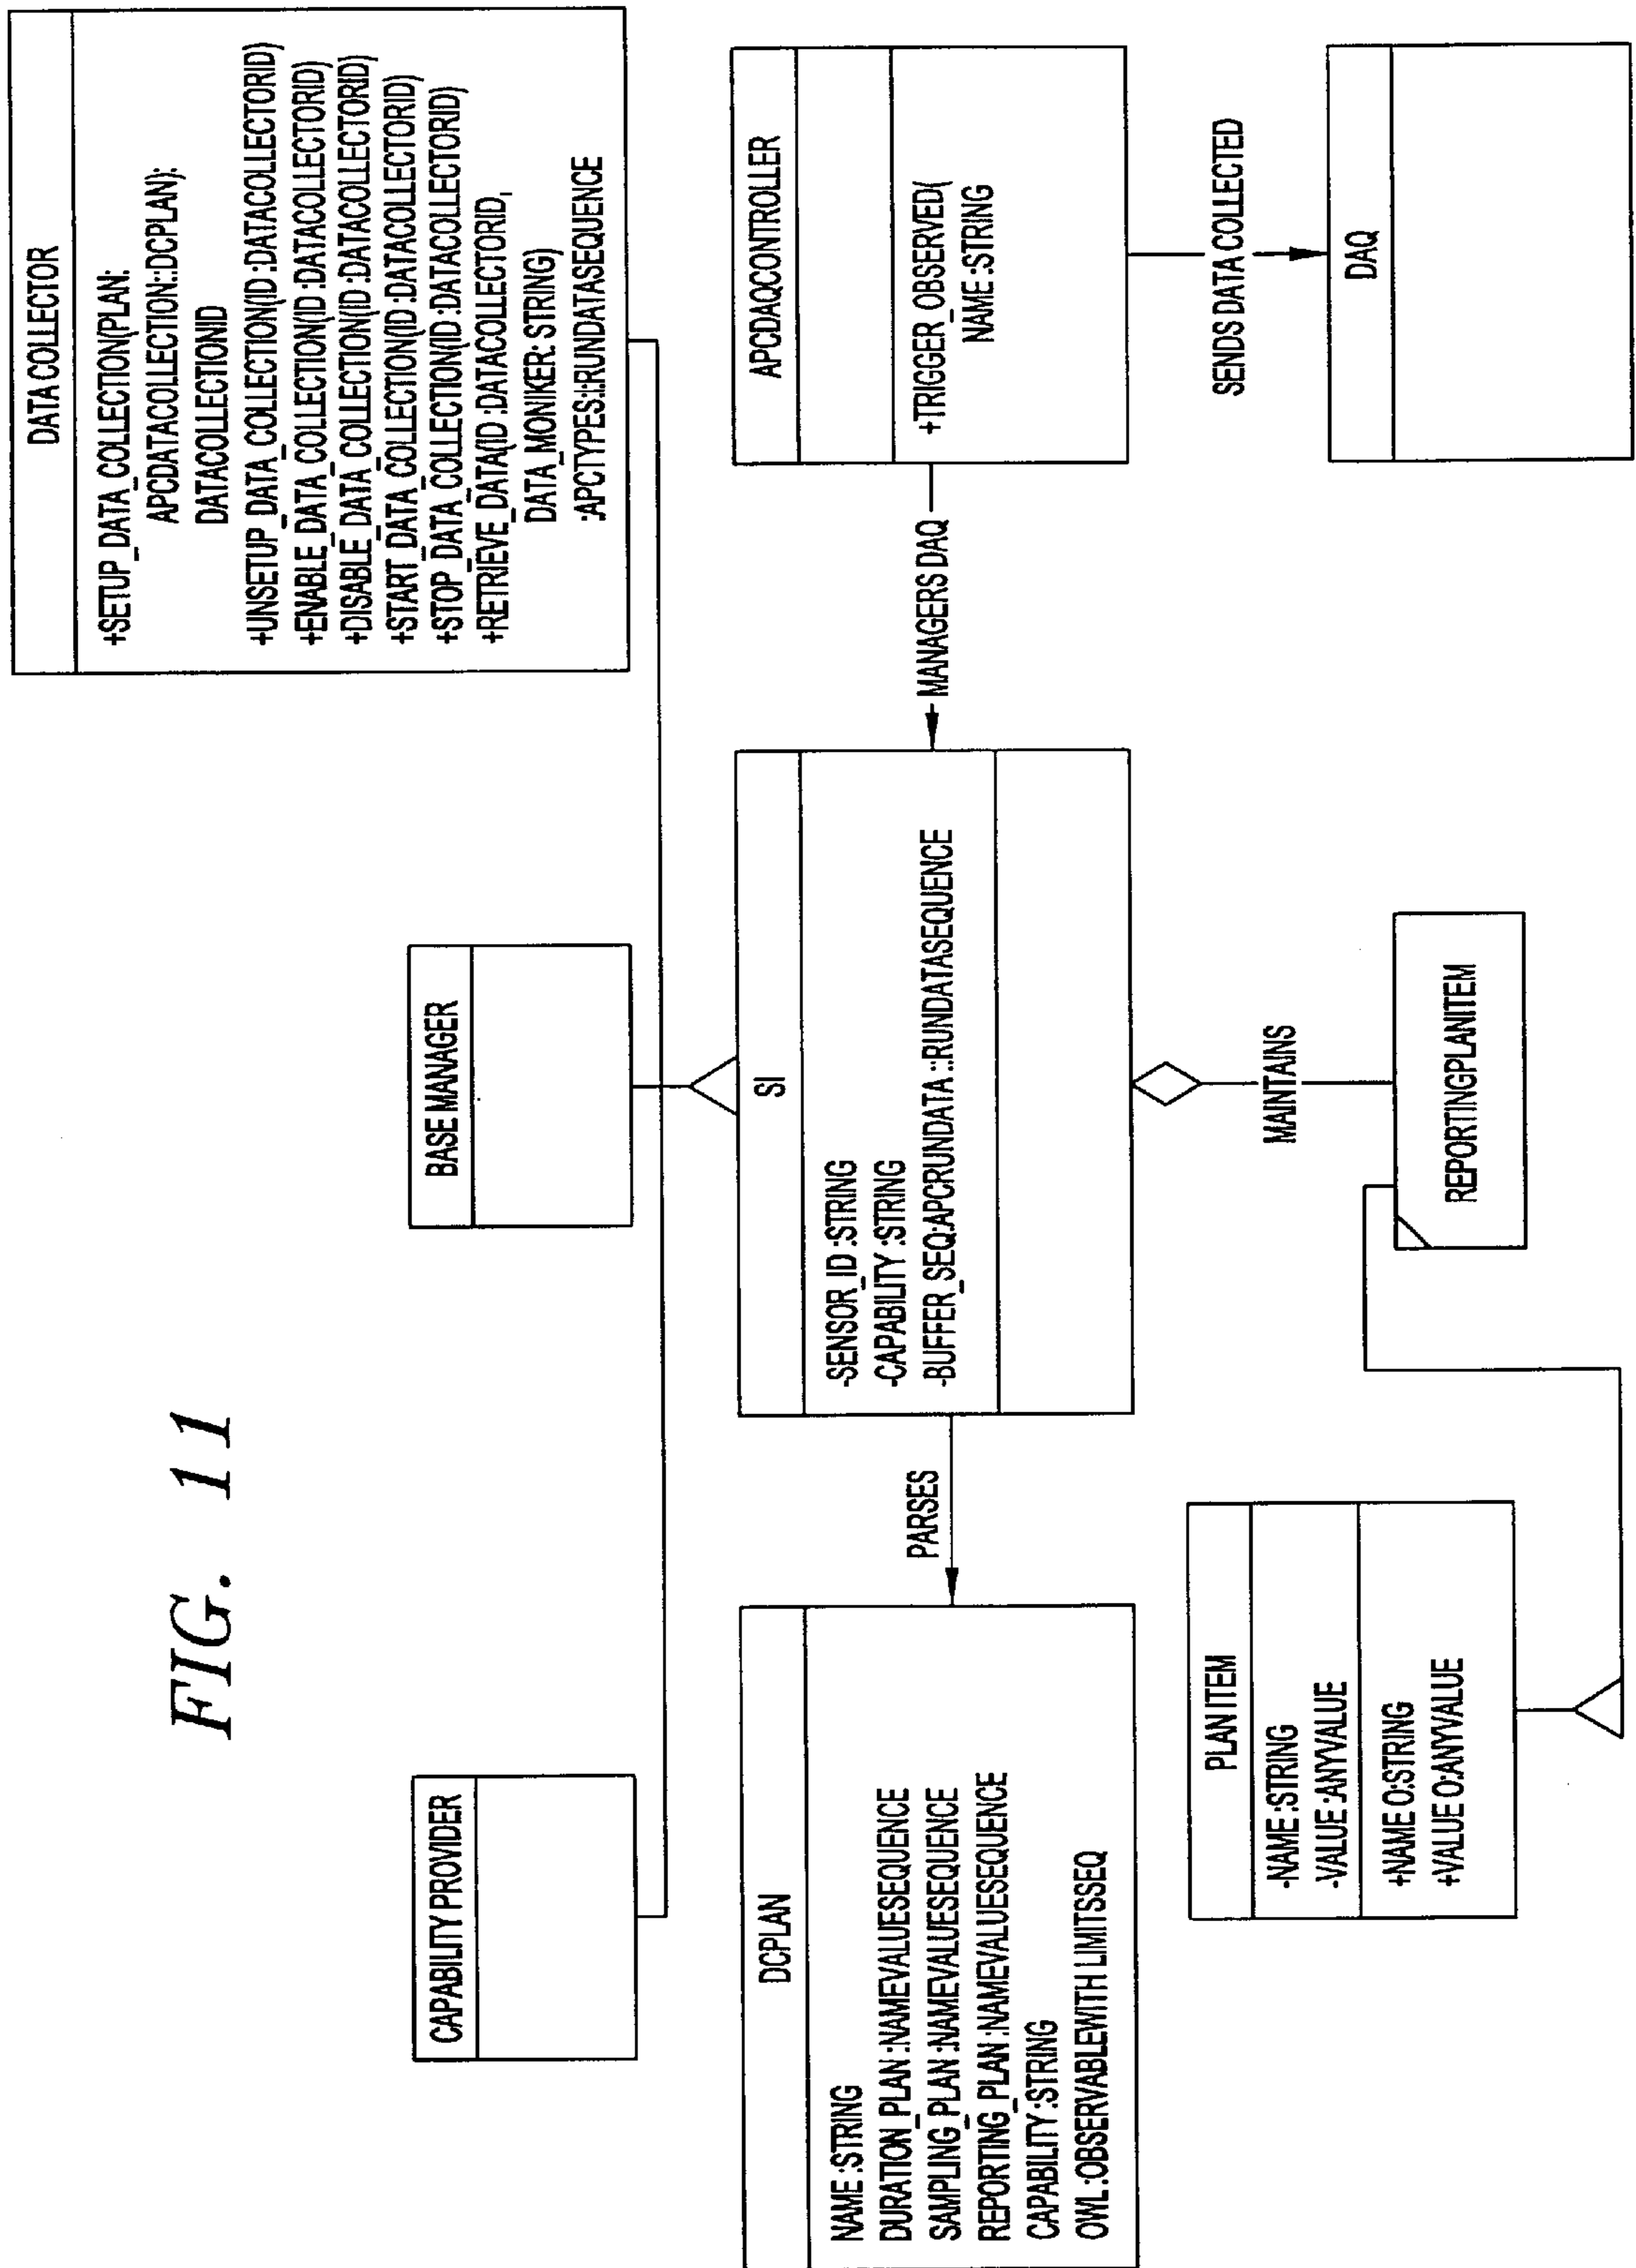 FIG. 11
CAPABILITY PROVIDER
BASE MANAGER
DATA COLLECTOR
+SETUP_DATA_COLLECTION(PLAN:
APCDATACOLLECTION::DCPLAN):
DATACOLLECTIONID
+UNSETUP_DATA_COLLECTION(ID :DATACOLLECTORID)
+ENABLE_DATA_COLLECTION(ID :DATACOLLECTORID)
+DISABLE_DATA_COLLECTION(ID :DATACOLLECTORID)
+START_DATA_COLLECTION(ID :DATACOLLECTORID)
+STOP_DATA_COLLECTION(ID :DATACOLLECTORID)
+RETRIEVE_DATA(ID :DATACOLLECTORID,
DATA_MONIKER: STRING)
:APCTYPES:I:RUNDATASEQUENCE
DCPLAN
NAME :STRING
DURATION_PLAN :NAMEVALUESEQUENCE
SAMPLING_PLAN :NAMEVALUESEQUENCE
REPORTING_PLAN :NAMEVALUESEQUENCE
CAPABILITY :STRING
OWL :OBSERVABLEWITH LIMITSSEQ
PARSES
SI
-SENSOR_ID :STRING
-CAPABILITY :STRING
-BUFFER_SEQ:APCRUNDATA ::RUNDATASEQUENCE
MANAGERS DAQ
APCDAQCONTROLLER
+TRIGGER_OBSERVED(
NAME :STRING
SENDS DATA COLLECTED
DAQ
MAINTAINS
REPORTINGPLANITEM
PLAN ITEM
-NAME :STRING
-VALUE :ANYVALUE
+NAME O:STRING
+VALUE O:ANYVALUE